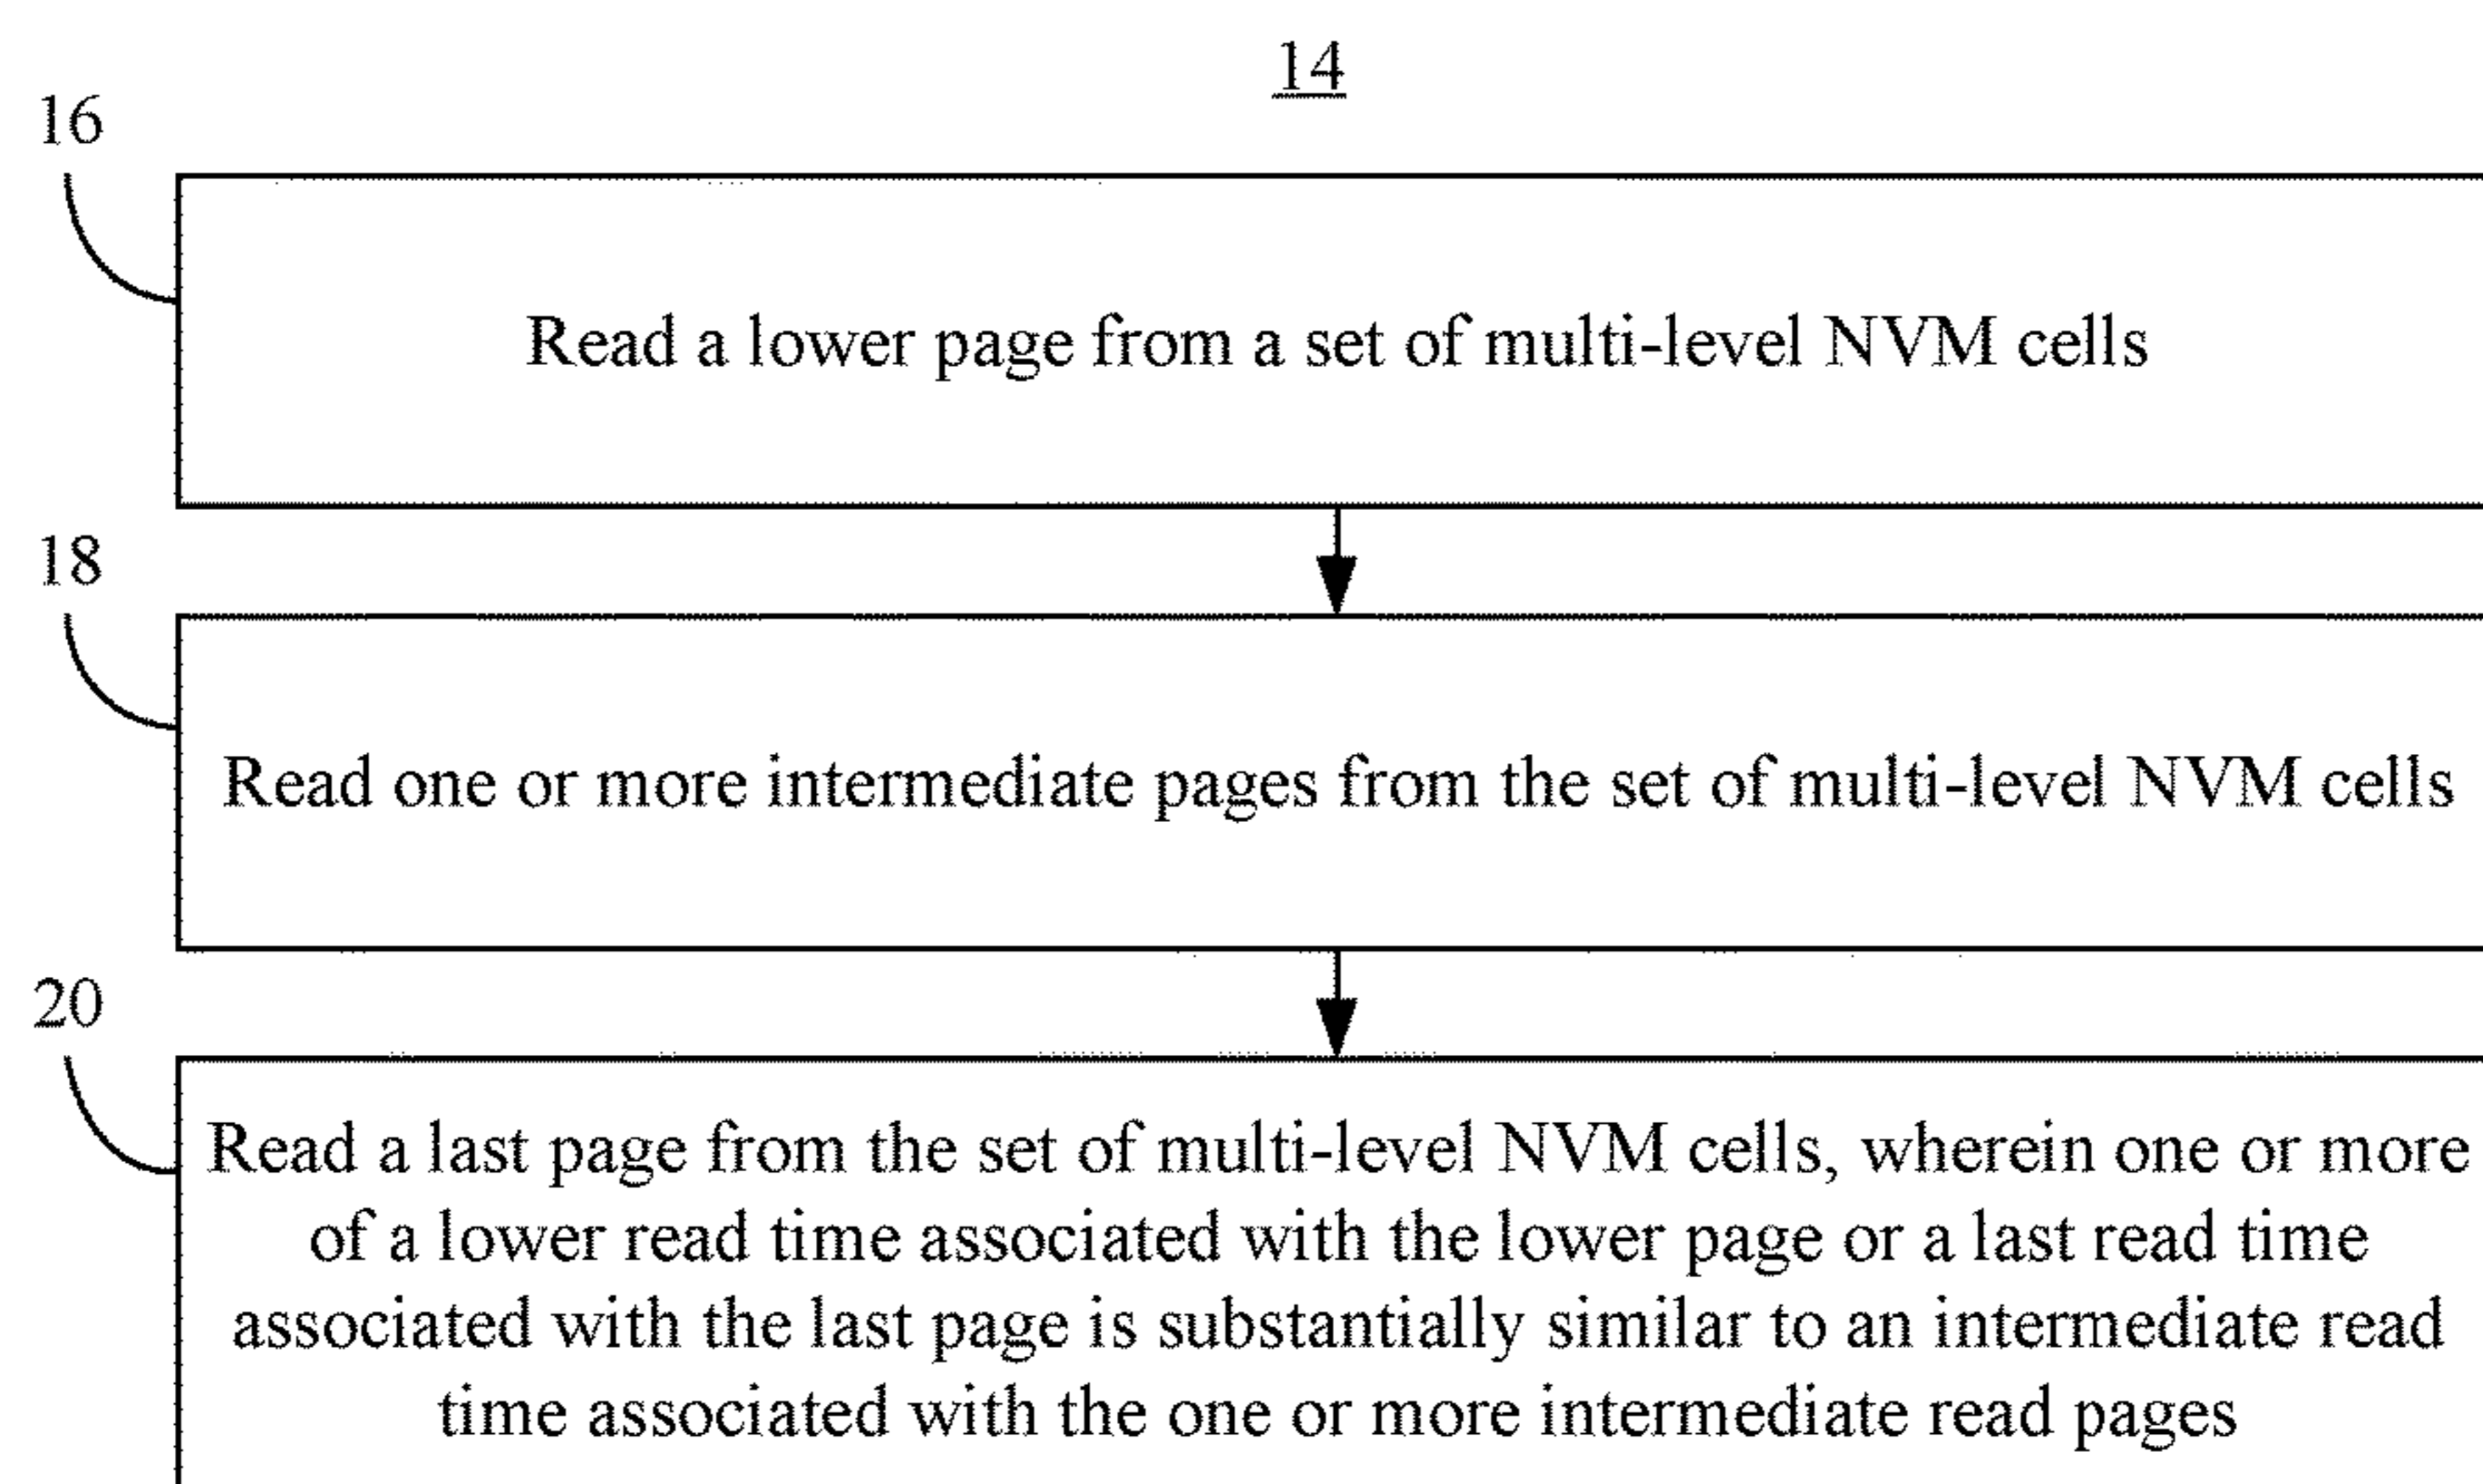 14
16
Read a lower page from a set of multi-level NVM cells
18
Read one or more intermediate pages from the set of multi-level NVM cells
20
Read a last page from the set of multi-level NVM cells, wherein one or more
of a lower read time associated with the lower page or a last read time
associated with the last page is substantially similar to an intermediate read
time associated with the one or more intermediate read pages